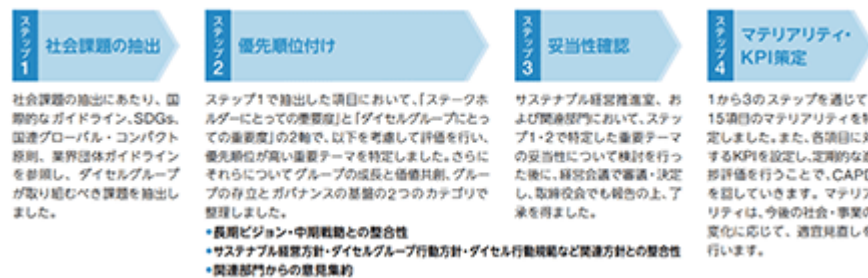 ステップ1 社会課題の抽出
社会課題の抽出にあたり、国
際的なガイドライン、SDGs、
国連グローバル・コンパクト
原則、業界団体ガイドライン
を参照し、ダイセルグループ
が取り組むべき課題を抽出し
ました。
ステップ2 優先順位付け
ステップ1で抽出した項目において、「ステークホ
ルダーにとっての重要度」と「ダイセルグループにとっ
ての重要度」の2軸で、以下を考慮して評価を行い、
優先順位が高い重要テーマを特定しました。さらに
それらについてグループの成長と価値共創、グルー
プの存立とガバナンスの基盤の2つのカテゴリで
整理しました。
•長期ビジョン・中期戦略との整合性
•サステナブル経営方針・ダイセルグループ行動方針・ダイセル行動規範など関連方針との整合性
•関連部門からの意見集約
ステップ3 妥当性確認
サステナブル経営推進室、お
よび関連部門において、ステッ
プ1・2で特定した重要テーマ
の妥当性について検討を行っ
た後に、経営会議で審議・決定
し、取締役会でも報告の上、了
承を得ました。
ステップ4 マテリアリティ・
KPI策定
1から3のステップを通じて
15項目のマテリアリティを特
定しました。また、各項目に対
するKPIを設定し、定期的な進
捗評価を行うことで、CAPD
を回していきます。マテリア
リティは、今後の社会・事業の
変化に応じて、適宜見直しを
行います。